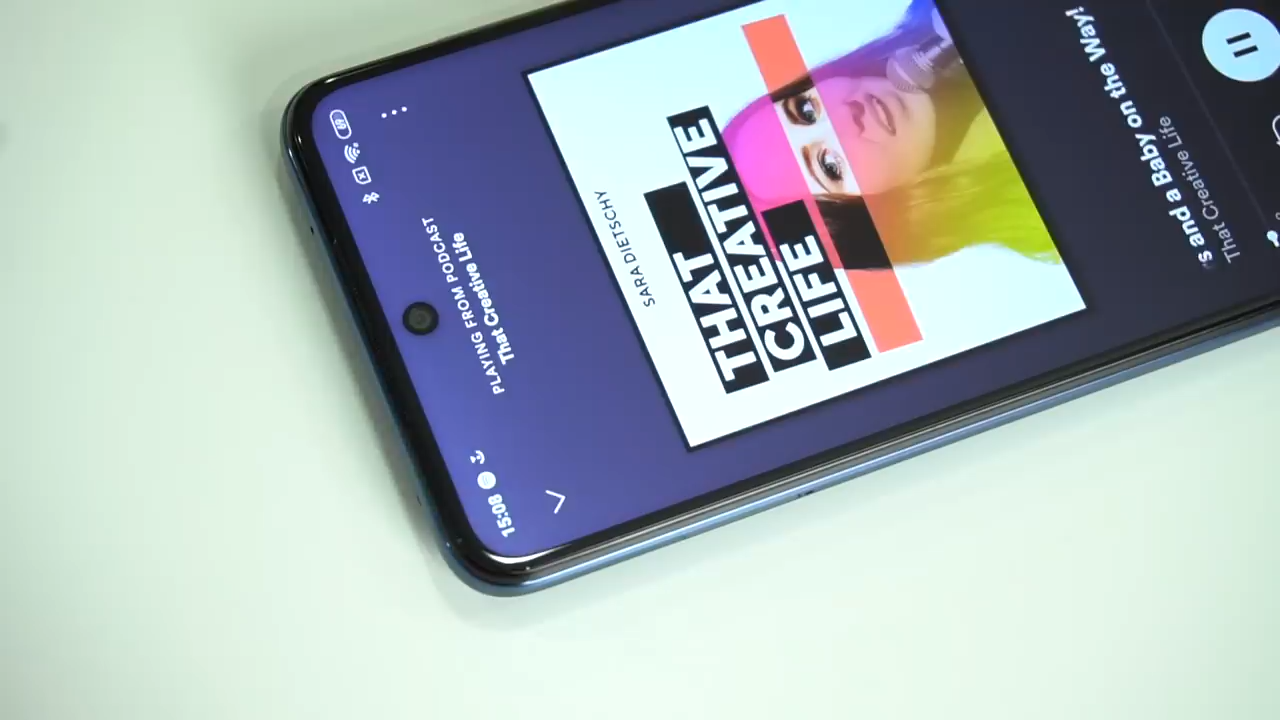 15:08
69
PLAYING FROM PODCAST
That Creative Life
SARA DIETSCHY
THAT
CREATIVE
LIFE
and a Baby on the Way!
That Creative Life